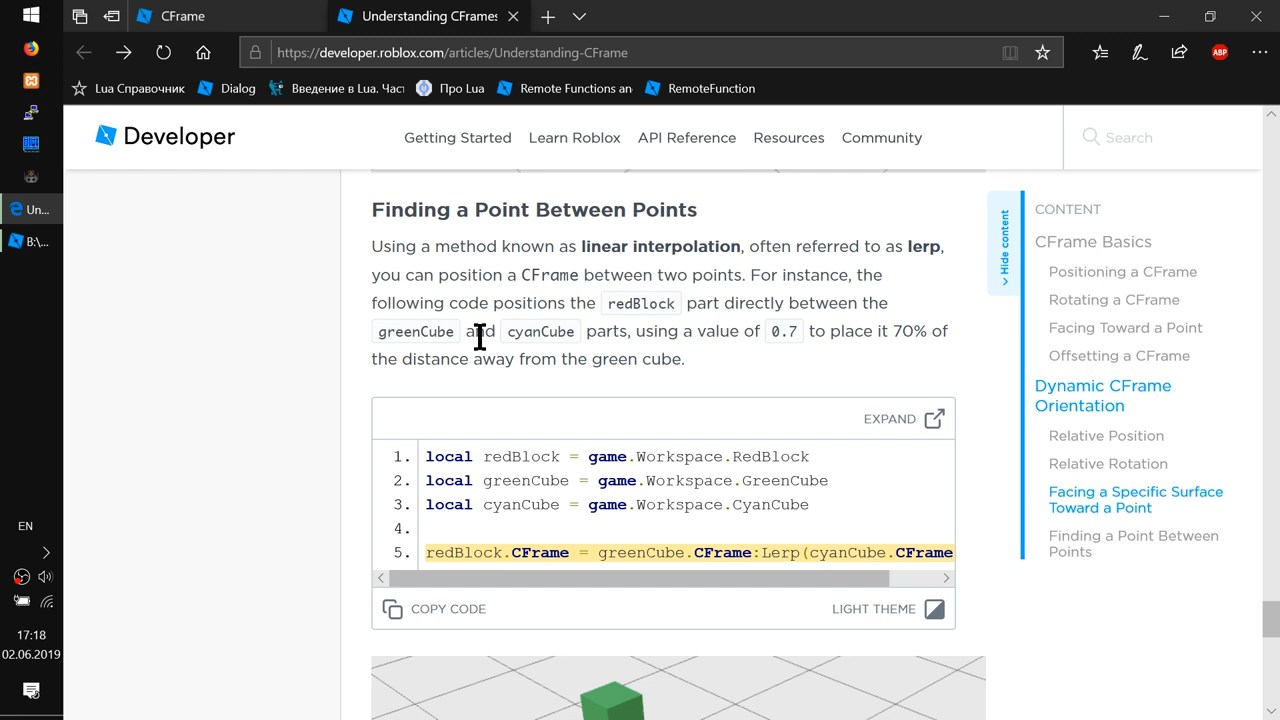 CFrame
Understanding CFrames
https://developer.roblox.com/articles/Understanding-CFrame
ABP
Lua Справочник
Dialog
Введение в Lua. Част
Про Lua
Remote Functions an
RemoteFunction
Developer
Getting Started
Learn Roblox
API Reference
Resources
Community
Search
Un...
B:\...
EN
17:18
02.06.2019
Finding a Point Between Points
Using a method known as linear interpolation, often referred to as lerp,
you can position a CFrame between two points. For instance, the
following code positions the redBlock part directly between the
greenCube and cyanCube parts, using a value of 0.7 to place it 70% of
the distance away from the green cube.
EXPAND
1. local redBlock = game.Workspace.RedBlock
2. local greenCube = game.Workspace.GreenCube
3. local cyanCube = game.Workspace.CyanCube
4.
5. redBlock.CFrame = greenCube.CFrame:Lerp(cyanCube.CFrame
COPY CODE
LIGHT THEME
Hide content
CONTENT
CFrame Basics
Positioning a CFrame
Rotating a CFrame
Facing Toward a Point
Offsetting a CFrame
Dynamic CFrame
Orientation
Relative Position
Relative Rotation
Facing a Specific Surface
Toward a Point
Finding a Point Between
Points